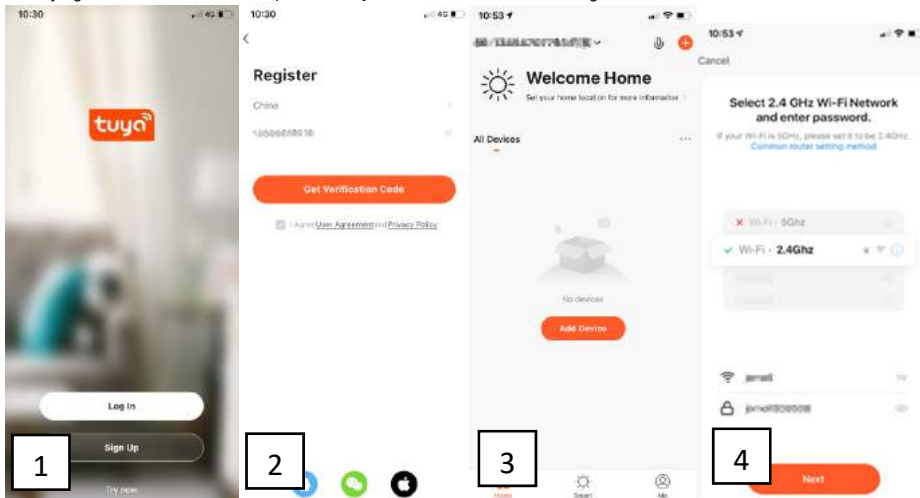 10:30
4G
tuya
Log In
Sign Up
Try now
1
10:30
4G
Register
China
Get Verification Code
I Agree User Agreement and Privacy Policy
2
10:53
Welcome Home
Set your home location for more information
All Devices
No devices
Add Device
Home Smart Me
3
10:53
Cancel
Select 2.4 GHz Wi-Fi Network
and enter password.
If your Wi-Fi is 5GHz, please set it to be 2.4GHz.
Common router setting method
Wi-Fi - 5Ghz
Wi-Fi - 2.4Ghz
Next
4